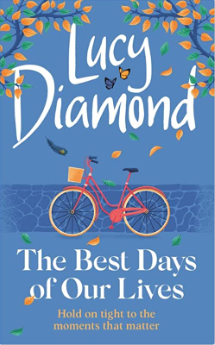 Lucy
Diamond
The Best Days
of Our Lives
Hold on tight to the
moments that matter